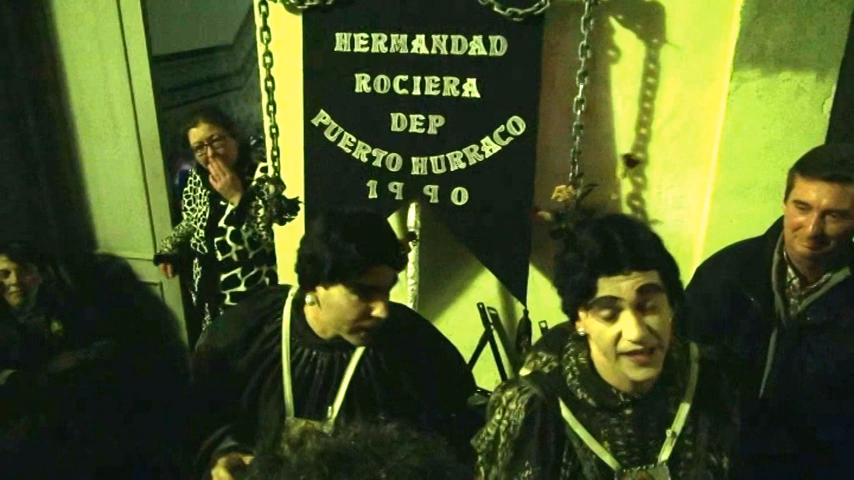 HERMANDAD
ROCIERA
DEP
PUERTO HURRACO
1990